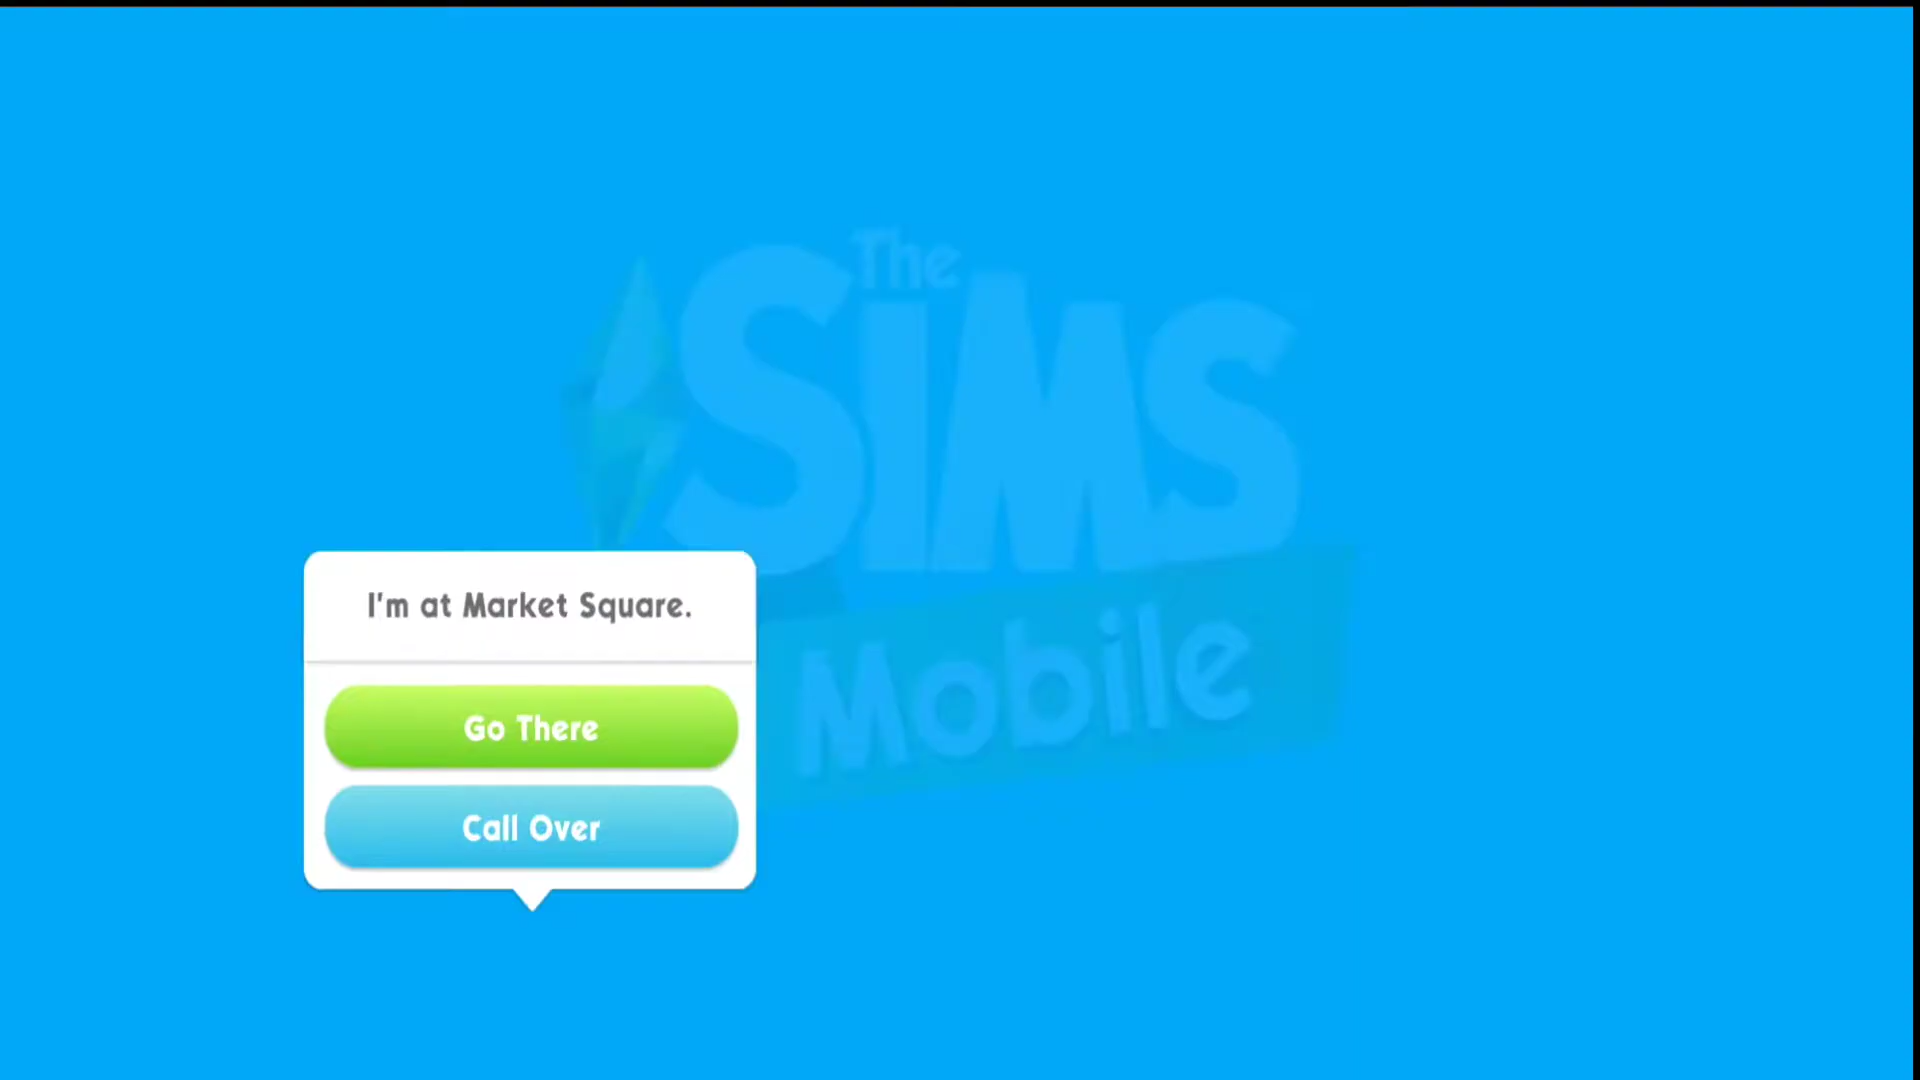 The
SIMS
Mobile
I'm at Market Square.
Go There
Call Over